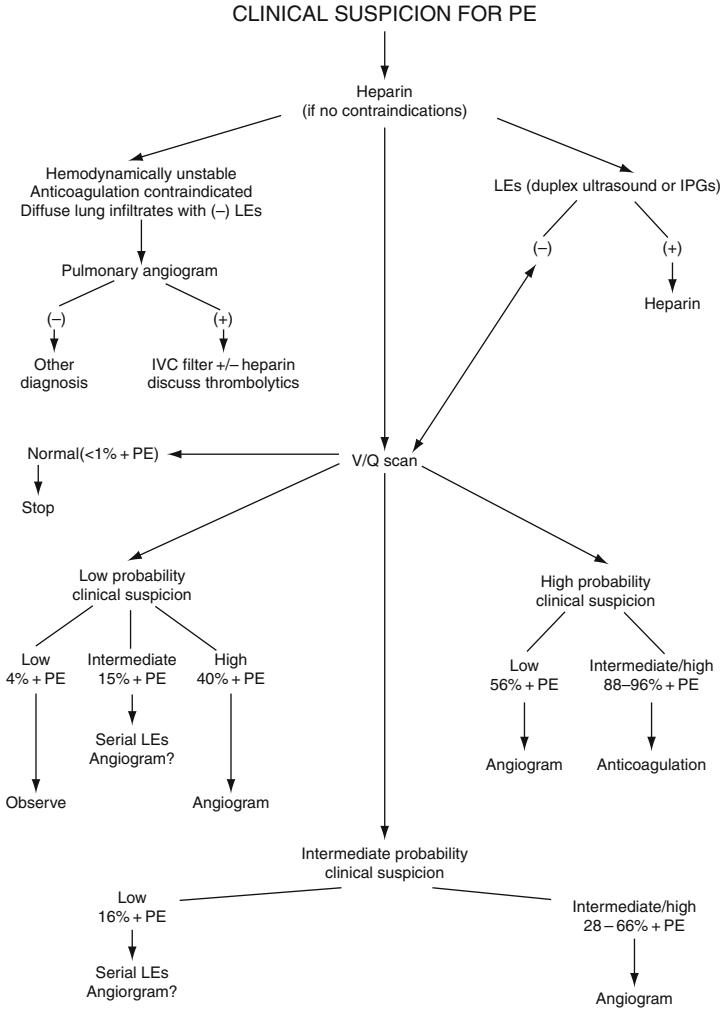 CLINICAL SUSPICION FOR PE
Heparin
(if no contraindications)
Hemodynamically unstable
Anticoagulation contraindicated
Diffuse lung infiltrates with (–) LEs
LEs (duplex ultrasound or IPGs)
(–)
(+)
Heparin
Pulmonary angiogram
(–)
(+)
Other
diagnosis
IVC filter +/– heparin
discuss thrombolytics
Normal(<1% + PE)
V/Q scan
Stop
Low probability
clinical suspicion
High probability
clinical suspicion
Low
4% + PE
Intermediate
15% + PE
High
40% + PE
Low
56% + PE
Intermediate/high
88–96% + PE
Serial LEs
Angiogram?
Angiogram
Anticoagulation
Observe
Angiogram
Intermediate probability
clinical suspicion
Low
16% + PE
Intermediate/high
28 – 66% + PE
Serial LEs
Angiorgram?
Angiogram